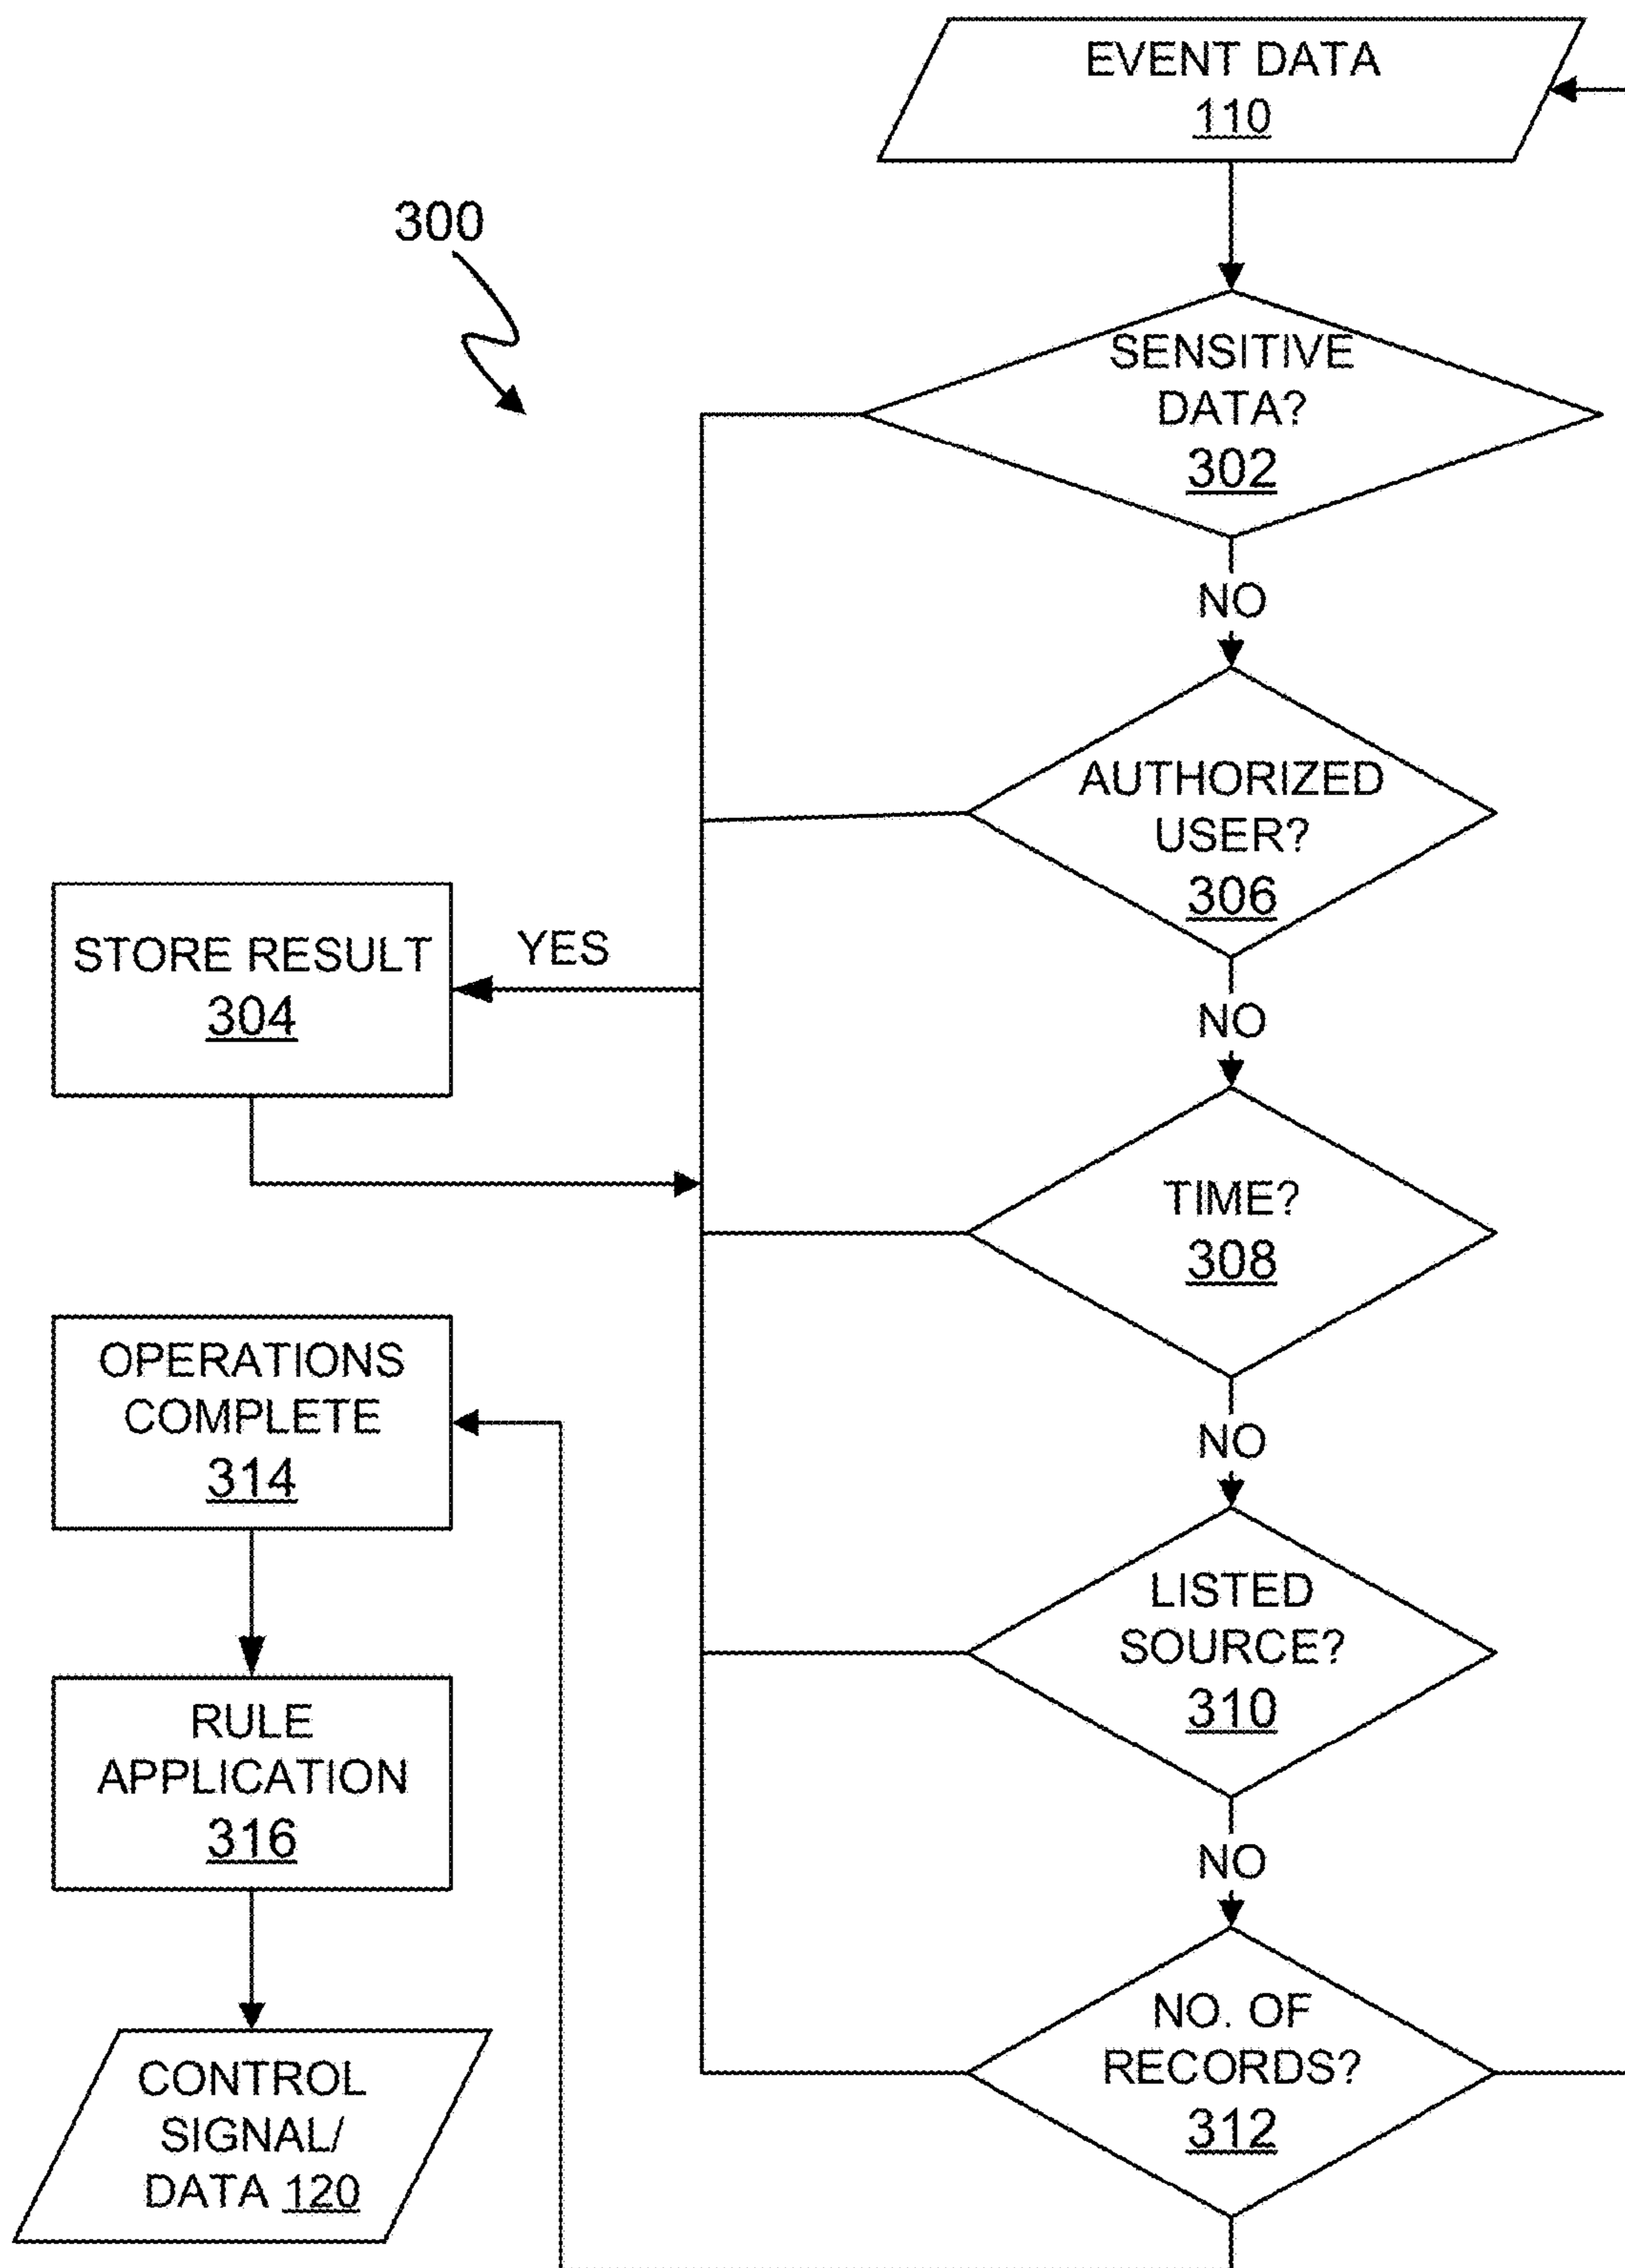 EVENT DATA
110
300
SENSITIVE
DATA?
302
NO
AUTHORIZED
USER?
306
STORE RESULT
304
YES
NO
TIME?
308
OPERATIONS
COMPLETE
314
NO
LISTED
SOURCE?
310
RULE
APPLICATION
316
NO
NO. OF
RECORDS?
312
CONTROL
SIGNAL/
DATA 120